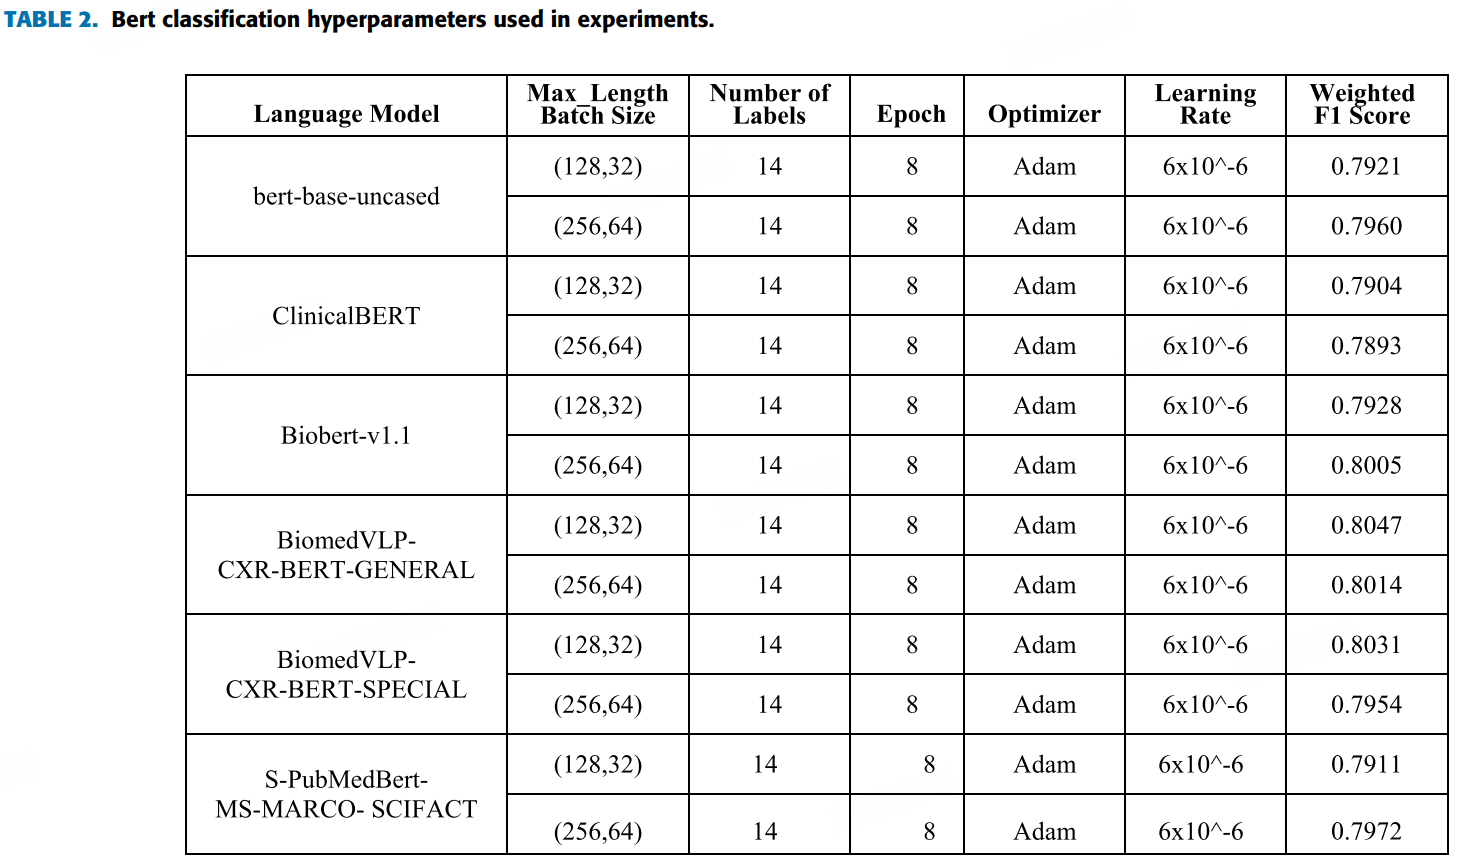 TABLE 2. Bert classification hyperparameters used in experiments.
Language Model Max_Length Batch Size Number of Labels Epoch Optimizer Learning Rate Weighted F1 Score
bert-base-uncased (128,32) 14 8 Adam 6x10^-6 0.7921
(256,64) 14 8 Adam 6x10^-6 0.7960
ClinicalBERT (128,32) 14 8 Adam 6x10^-6 0.7904
(256,64) 14 8 Adam 6x10^-6 0.7893
Biobert-v1.1 (128,32) 14 8 Adam 6x10^-6 0.7928
(256,64) 14 8 Adam 6x10^-6 0.8005
BiomedVLP-
CXR-BERT-GENERAL (128,32) 14 8 Adam 6x10^-6 0.8047
(256,64) 14 8 Adam 6x10^-6 0.8014
BiomedVLP-
CXR-BERT-SPECIAL (128,32) 14 8 Adam 6x10^-6 0.8031
(256,64) 14 8 Adam 6x10^-6 0.7954
S-PubMedBert-
MS-MARCO- SCIFACT (128,32) 14 8 Adam 6x10^-6 0.7911
(256,64) 14 8 Adam 6x10^-6 0.7972